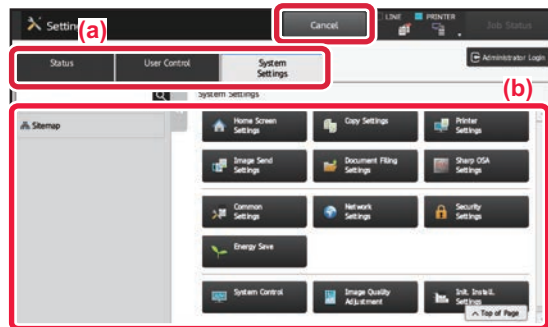 Settin
(a)
Cancel
LINE
PRINTER
Job Status
Status
User Control
System
Settings
Administrator Login
(b)
System Settings
Sitemap
Home Screen
Settings
Copy Settings
Printer
Settings
Image Send
Settings
Document Filing
Settings
Sharp OSA
Settings
Common
Settings
Network
Settings
Security
Settings
Energy Save
System Control
Image Quality
Adjustment
Init. Install.
Settings
Top of Page